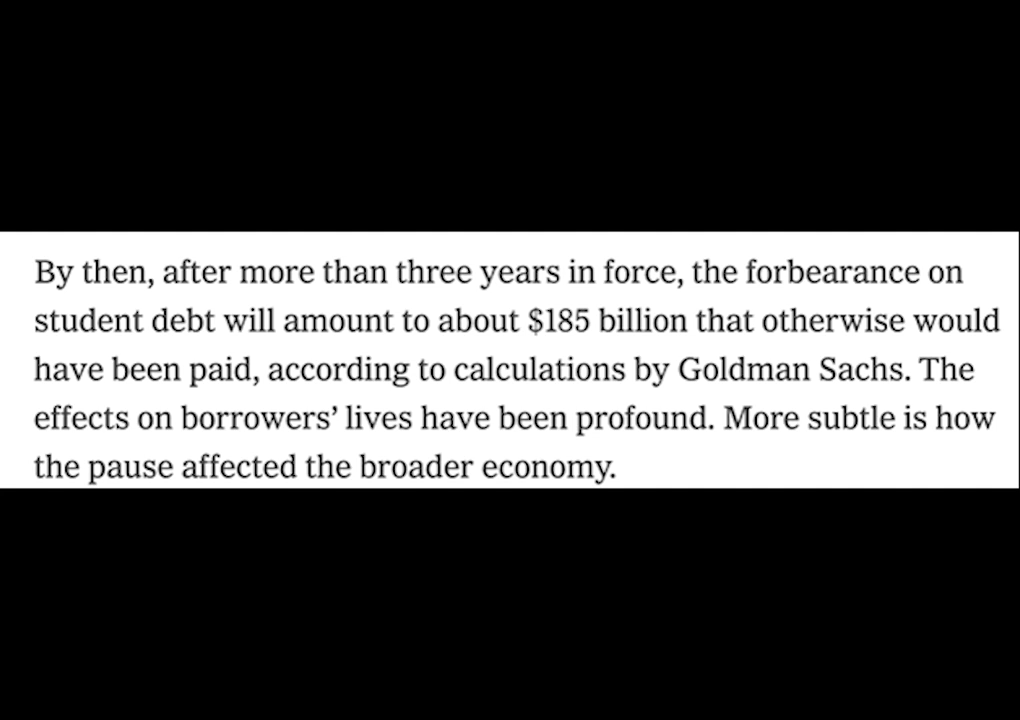 By then, after more than three years in force, the forbearance on
student debt will amount to about $185 billion that otherwise would
have been paid, according to calculations by Goldman Sachs. The
effects on borrowers’ lives have been profound. More subtle is how
the pause affected the broader economy.